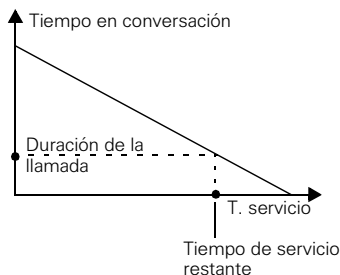 Tiempo en conversación
Duración de la
llamada
T. servicio
Tiempo de servicio
restante